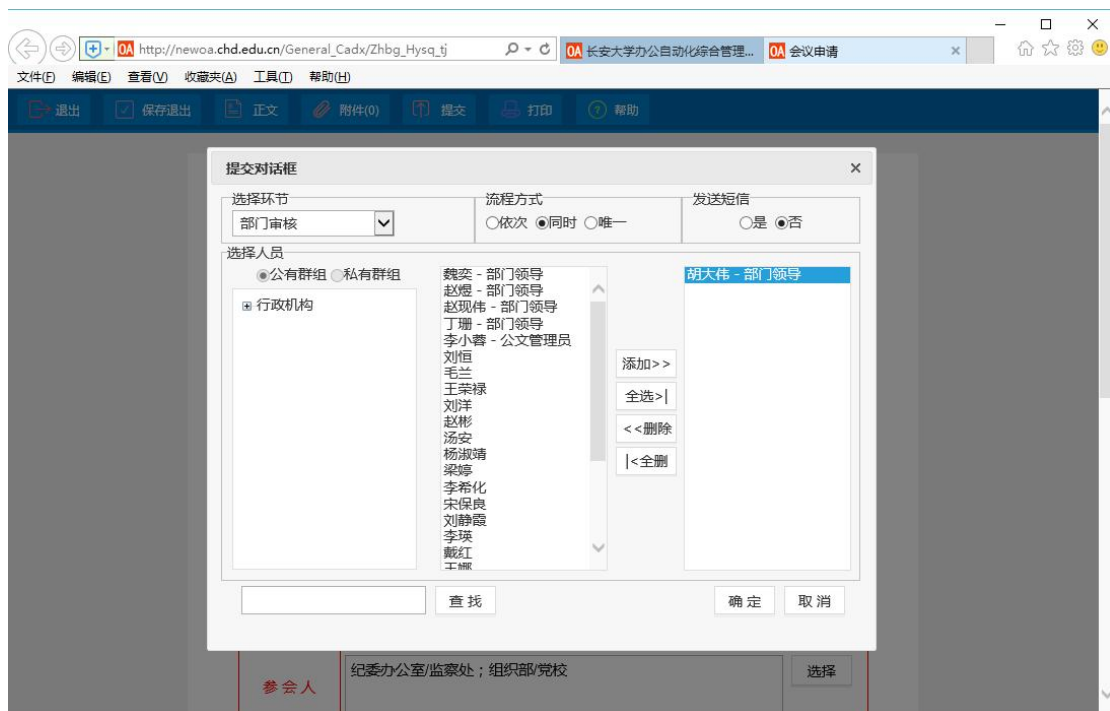 http://newoa.chd.edu.cn/General_Cadx/Zhbg_Hysq_tj
OA 长安大学办公自动化综合管理...
OA 会议申请
文件(F) 编辑(E) 查看(V) 收藏夹(A) 工具(T) 帮助(H)
退出 保存退出 正文 附件(0) 提交 打印 帮助
提交对话框
选择环节 流程方式 发送短信
部门审核 依次 同时 唯一 是 否
选择人员
公有群组 私有群组
行政机构
魏奕 - 部门领导
赵煜 - 部门领导
赵现伟 - 部门领导
丁珊 - 部门领导
李小蓉 - 公文管理员
刘恒
毛兰
王荣禄
刘洋
赵彬
汤安
杨淑靖
梁婷
李希化
宋保良
刘静霞
李瑛
戴红
王娜
添加>>
全选>|
<<删除
|<全删
胡大伟 - 部门领导
查找 确定 取消
参会人 纪委办公室/监察处；组织部/党校 选择